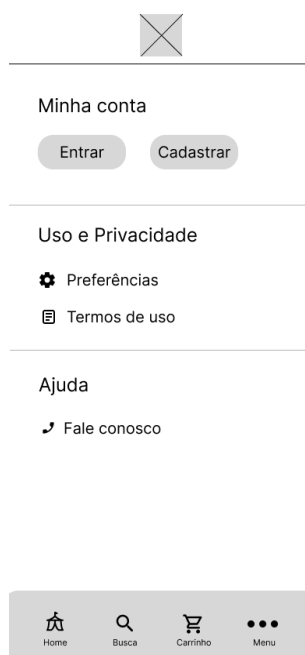 Minha conta
Entrar Cadastrar
Uso e Privacidade
Preferências
Termos de uso
Ajuda
Fale conosco
Home Busca Carrinho Menu